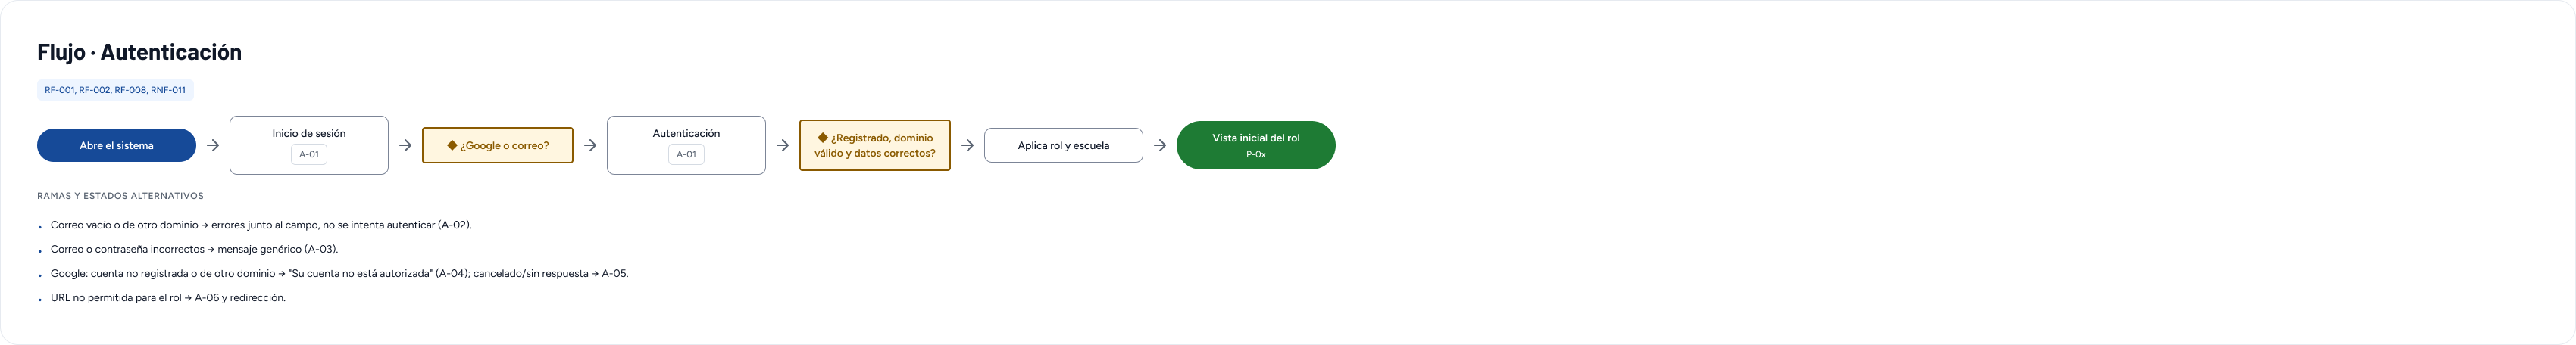 Flujo · Autenticación
RF-001, RF-002, RF-008, RNF-011
Abre el sistema
Inicio de sesión
A-01
◆ ¿Google o correo?
Autenticación
A-01
◆ ¿Registrado, dominio
válido y datos correctos?
Aplica rol y escuela
Vista inicial del rol
P-0x
RAMAS Y ESTADOS ALTERNATIVOS
• Correo vacío o de otro dominio → errores junto al campo, no se intenta autenticar (A-02).
• Correo o contraseña incorrectos → mensaje genérico (A-03).
• Google: cuenta no registrada o de otro dominio → "Su cuenta no está autorizada" (A-04); cancelado/sin respuesta → A-05.
• URL no permitida para el rol → A-06 y redirección.